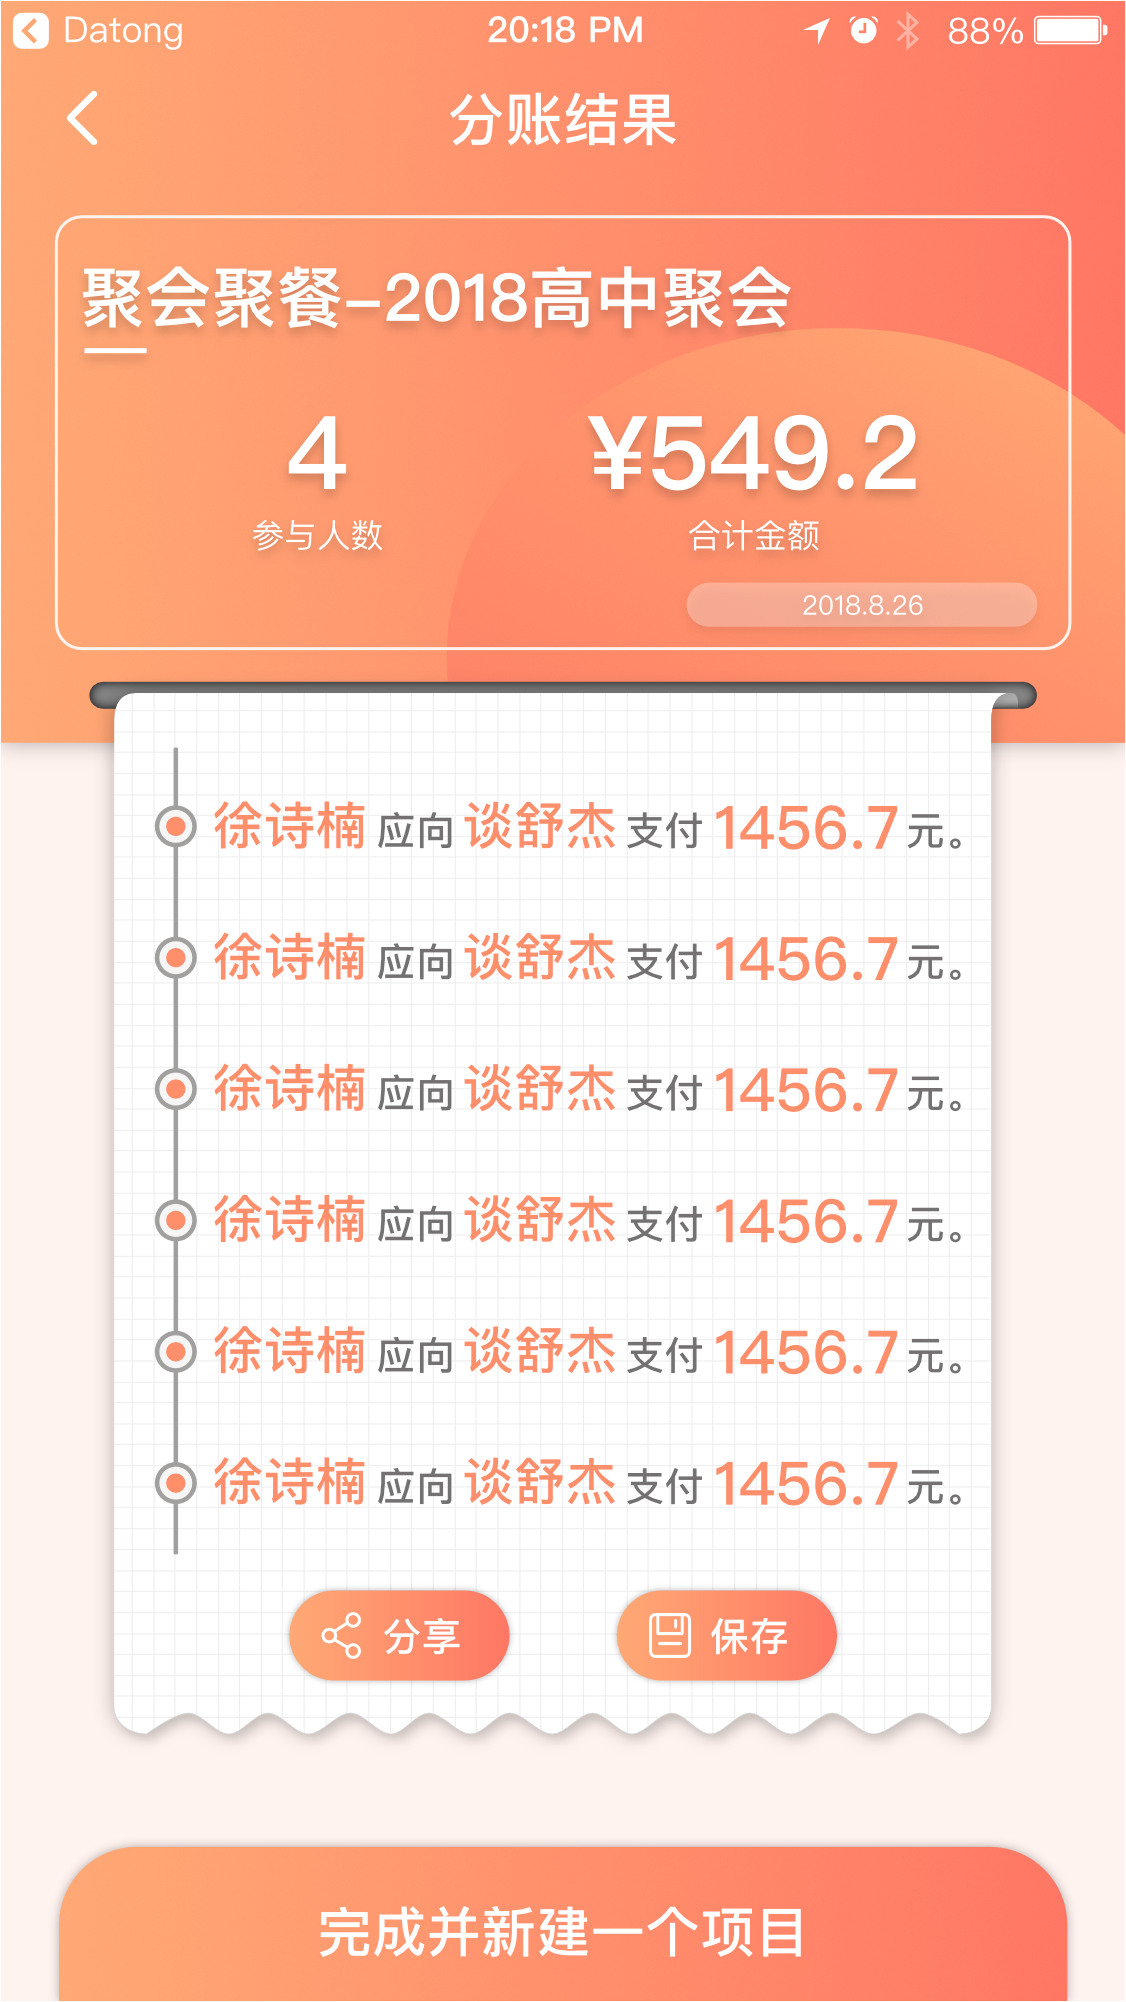 Datong 20:18 PM 88%
分账结果
聚会聚餐-2018高中聚会
4 ¥549.2
参与人数 合计金额
2018.8.26
徐诗楠 应向 谈舒杰 支付 1456.7 元。
徐诗楠 应向 谈舒杰 支付 1456.7 元。
徐诗楠 应向 谈舒杰 支付 1456.7 元。
徐诗楠 应向 谈舒杰 支付 1456.7 元。
徐诗楠 应向 谈舒杰 支付 1456.7 元。
徐诗楠 应向 谈舒杰 支付 1456.7 元。
分享 保存
完成并新建一个项目